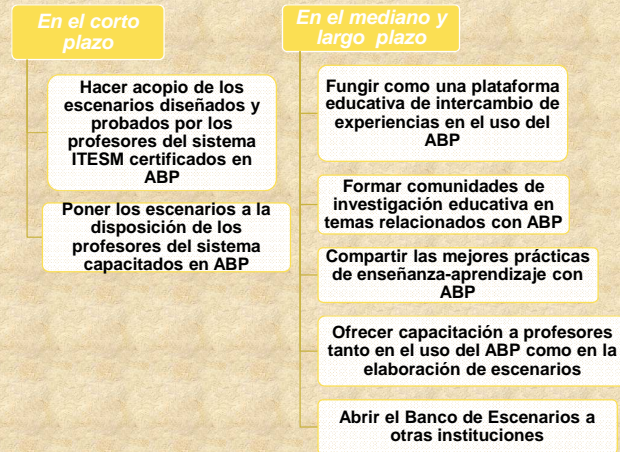 En el corto
plazo
Hacer acopio de los
escenarios diseñados y
probados por los
profesores del sistema
ITESM certificados en
ABP
Poner los escenarios a la
disposición de los
profesores del sistema
capacitados en ABP
En el mediano y
largo plazo
Fungir como una plataforma
educativa de intercambio de
experiencias en el uso del
ABP
Formar comunidades de
investigación educativa en
temas relacionados con ABP
Compartir las mejores prácticas
de enseñanza-aprendizaje con
ABP
Ofrecer capacitación a profesores
tanto en el uso del ABP como en la
elaboración de escenarios
Abrir el Banco de Escenarios a
otras instituciones